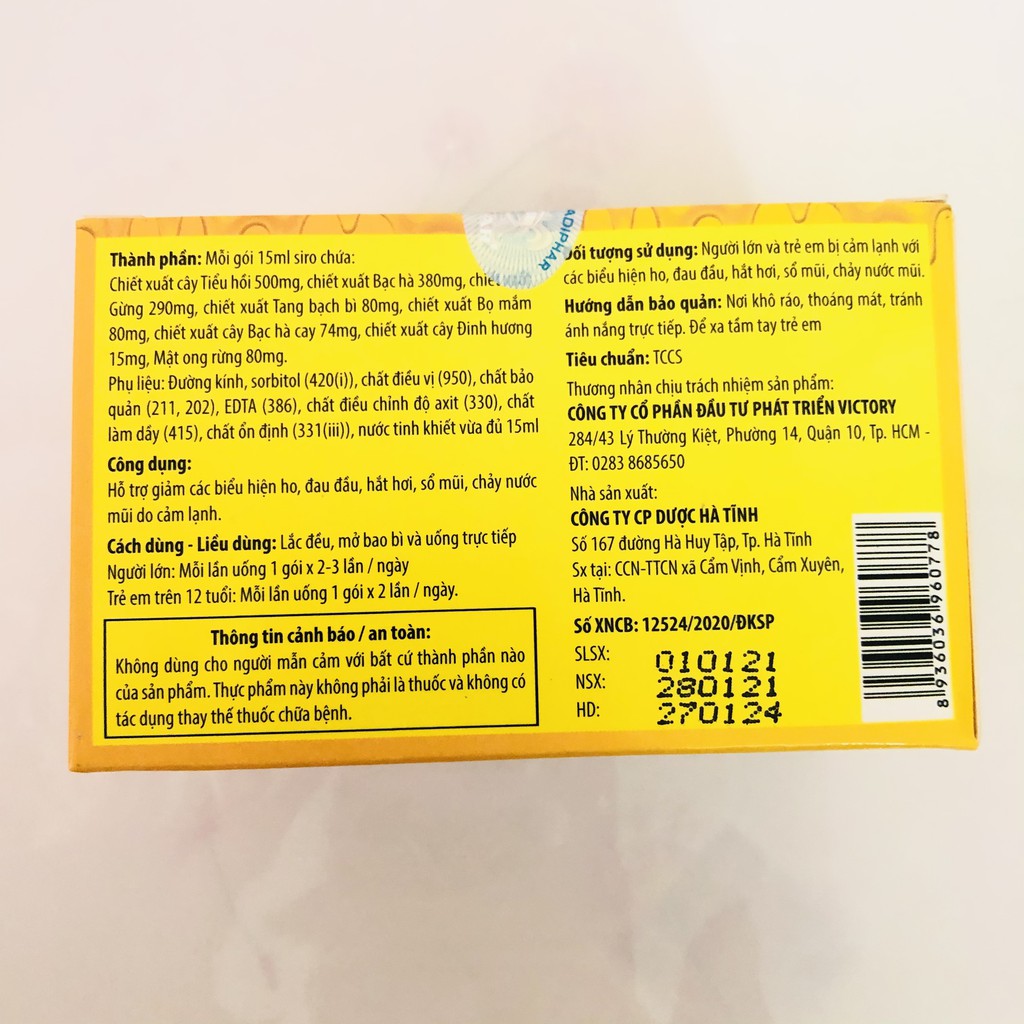 Thành phần: Mỗi gói 15ml siro chứa:
Chiết xuất cây Tiểu hồi 500mg, chiết xuất Bạc hà 380mg,
Gừng 290mg, chiết xuất Tang bạch bì 80mg, chiết xuất Bọ mắm
80mg, chiết xuất cây Bạc hà cay 74mg, chiết xuất cây Đinh hương
15mg, Mật ong rừng 80mg.
Phụ liệu: Đường kính, sorbitol (420(i)), chất điều vị (950), chất bảo
quản (211, 202), EDTA (386), chất điều chỉnh độ axit (330), chất
làm dầy (415), chất ổn định (331(iii)), nước tinh khiết vừa đủ 15ml
Công dụng:
Hỗ trợ giảm các biểu hiện ho, đau đầu, hắt hơi, sổ mũi, chảy nước
mũi do cảm lạnh.
Cách dùng - Liều dùng: Lắc đều, mở bao bì và uống trực tiếp
Người lớn: Mỗi lần uống 1 gói x 2-3 lần / ngày
Trẻ em trên 12 tuổi: Mỗi lần uống 1 gói x 2 lần / ngày.
Thông tin cảnh báo / an toàn:
Không dùng cho người mẫn cảm với bất cứ thành phần nào
của sản phẩm. Thực phẩm này không phải là thuốc và không có
tác dụng thay thế thuốc chữa bệnh.
ADIPHAR
Đối tượng sử dụng: Người lớn và trẻ em bị cảm lạnh với
các biểu hiện ho, đau đầu, hắt hơi, sổ mũi, chảy nước mũi.
Hướng dẫn bảo quản: Nơi khô ráo, thoáng mát, tránh
ánh nắng trực tiếp. Để xa tầm tay trẻ em
Tiêu chuẩn: TCCS
Thương nhân chịu trách nhiệm sản phẩm:
CÔNG TY CỔ PHẦN ĐẦU TƯ PHÁT TRIỂN VICTORY
284/43 Lý Thường Kiệt, Phường 14, Quận 10, Tp. HCM -
ĐT: 0283 8685650
Nhà sản xuất:
CÔNG TY CP DƯỢC HÀ TĨNH
Số 167 đường Hà Huy Tập, Tp. Hà Tĩnh
Sx tại: CCN-TTCN xã Cẩm Vịnh, Cẩm Xuyên,
Hà Tĩnh.
Số XNCB: 12524/2020/ĐKSP
SLSX: 010121
NSX: 280121
HD: 270124
8 936036 960778